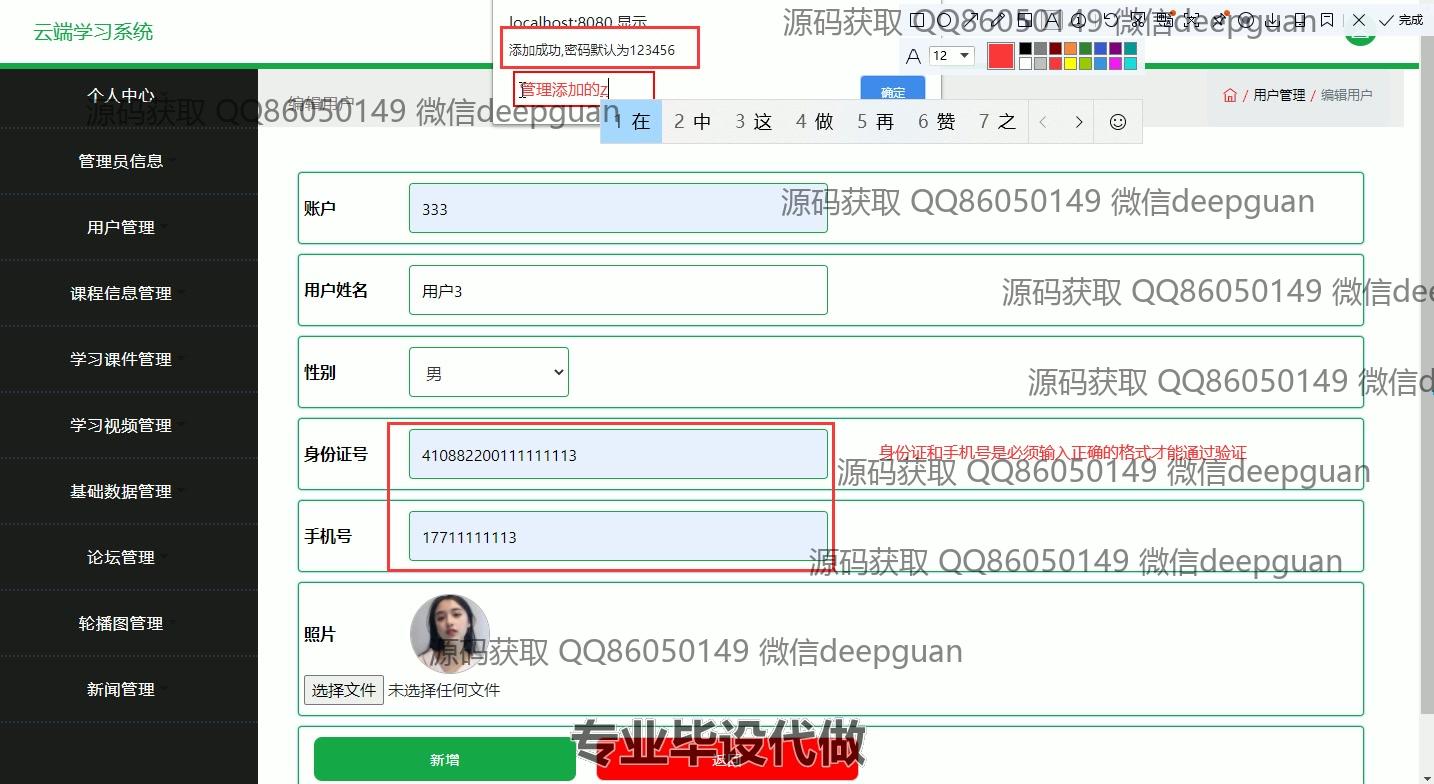 云端学习系统
localhost:8080 显示
添加成功,密码默认为123456
管理添加的z
确定
1 在 2 中 3 这 4 做 5 再 6 赞 7 之
A 12
完成
源码获取 QQ86050149 微信deepguan
个人中心
编辑用户
/ 用户管理 / 编辑用户
源码获取 QQ86050149 微信deepguan
管理员信息
用户管理
课程信息管理
学习课件管理
学习视频管理
基础数据管理
论坛管理
轮播图管理
新闻管理
账户 333
源码获取 QQ86050149 微信deepguan
用户姓名 用户3
源码获取 QQ86050149 微信dee
性别 男
源码获取 QQ86050149 微信d
身份证号 410882200111111113
身份证和手机号是必须输入正确的格式才能通过验证
源码获取 QQ86050149 微信deepguan
手机号 17711111113
源码获取 QQ86050149 微信deepguan
照片
源码获取 QQ86050149 微信deepguan
选择文件 未选择任何文件
专业毕设代做
新增 返回